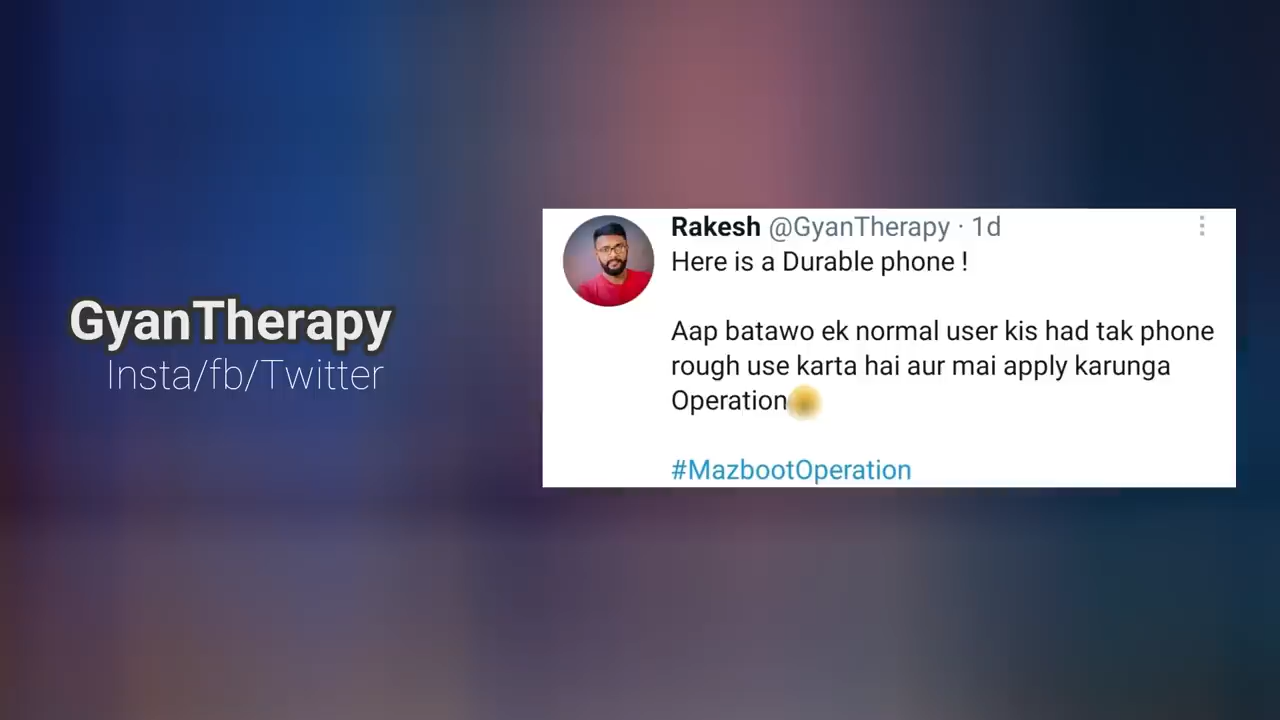 GyanTherapy
Insta/fb/Twitter
Rakesh @GyanTherapy · 1d
Here is a Durable phone !
Aap batawo ek normal user kis had tak phone
rough use karta hai aur mai apply karunga
Operation
#MazbootOperation